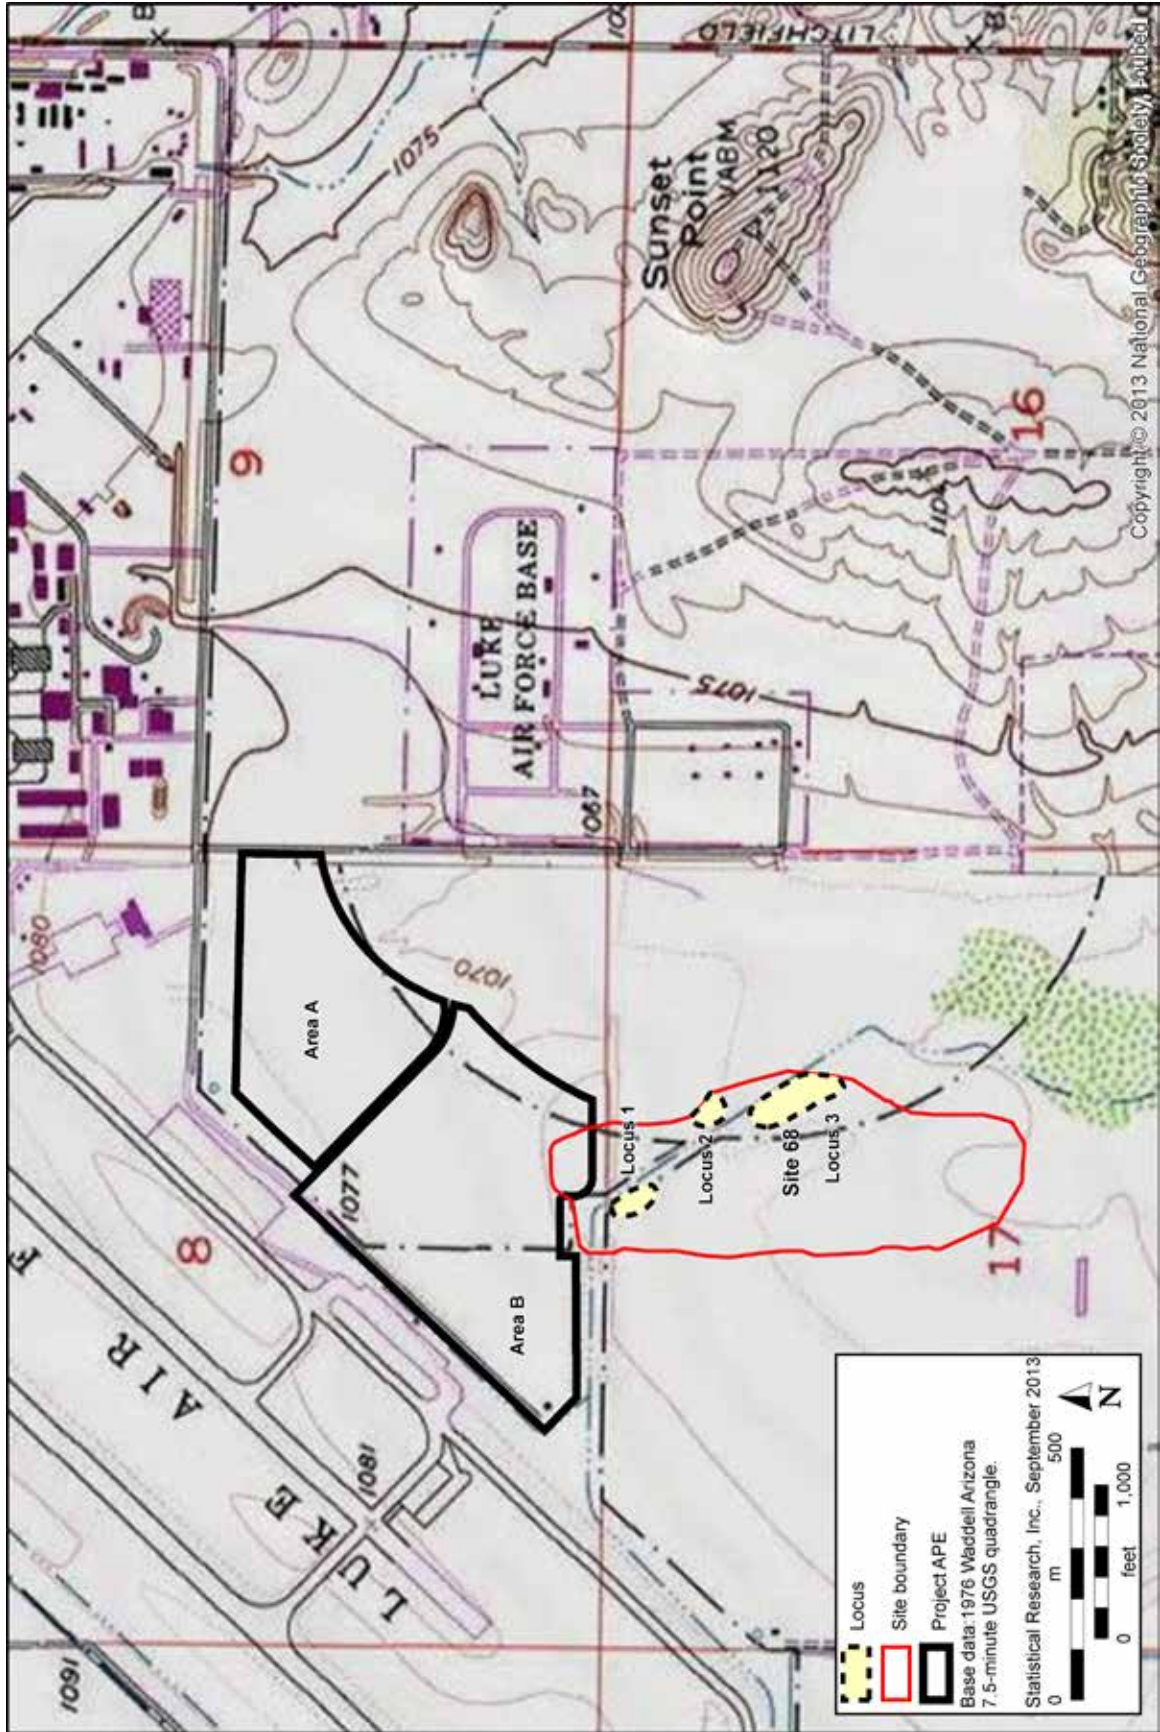 LITCHFIELD
1075
Sunset
Point
VABM
1120
9
LUKE
AIR FORCE BASE
1075
1067
16
1104
1080
1070
Area A
Area B
1077
8
Locus 1
Locus 2
Site 68
Locus 3
17
LUKE AIR F
1081
1091
Locus
Site boundary
Project APE
Base data:1976 Waddell Arizona
7.5-minute USGS quadrangle.
Statistical Research, Inc., September 2013
0 m 500
0 feet 1,000
N
Copyright:© 2013 National Geographic Society, i-cubed